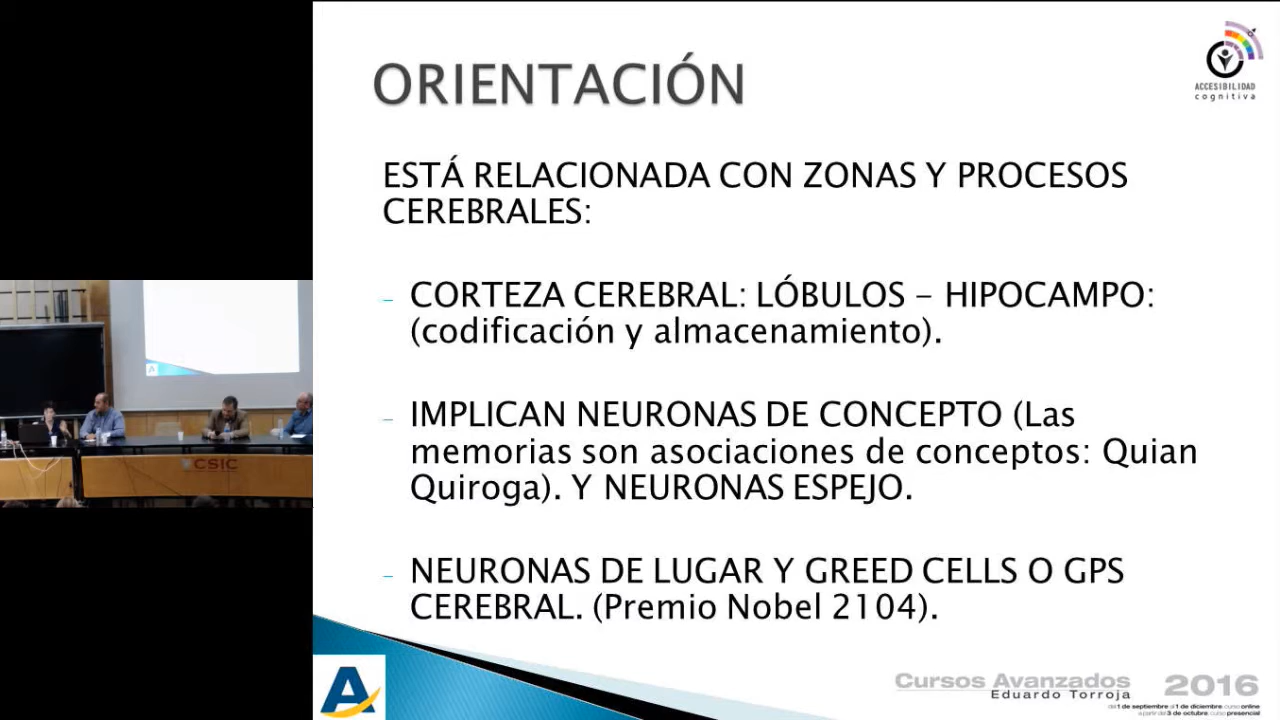 ORIENTACIÓN
ACCESIBILIDAD
cognitiva
ESTÁ RELACIONADA CON ZONAS Y PROCESOS
CEREBRALES:
– CORTEZA CEREBRAL: LÓBULOS – HIPOCAMPO:
(codificación y almacenamiento).
– IMPLICAN NEURONAS DE CONCEPTO (Las
memorias son asociaciones de conceptos: Quian
Quiroga). Y NEURONAS ESPEJO.
– NEURONAS DE LUGAR Y GREED CELLS O GPS
CEREBRAL. (Premio Nobel 2104).
CSIC
A
Cursos Avanzados 2016
Eduardo Torroja
del 1 de septiembre al 1 de diciembre: curso online
a partir del 3 de octubre: curso presencial